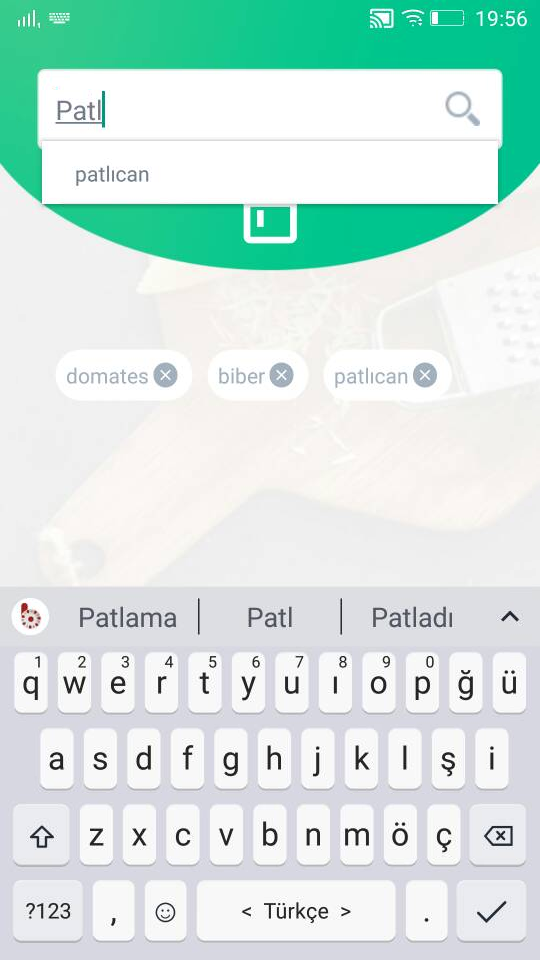 19:56
Patl
patlıcan
domates biber patlıcan
Patlama Patl Patladı
1 2 3 4 5 6 7 8 9 0
q w e r t y u ı o p ğ ü
a s d f g h j k l ş i
z x c v b n m ö ç
?123 , < Türkçe > .